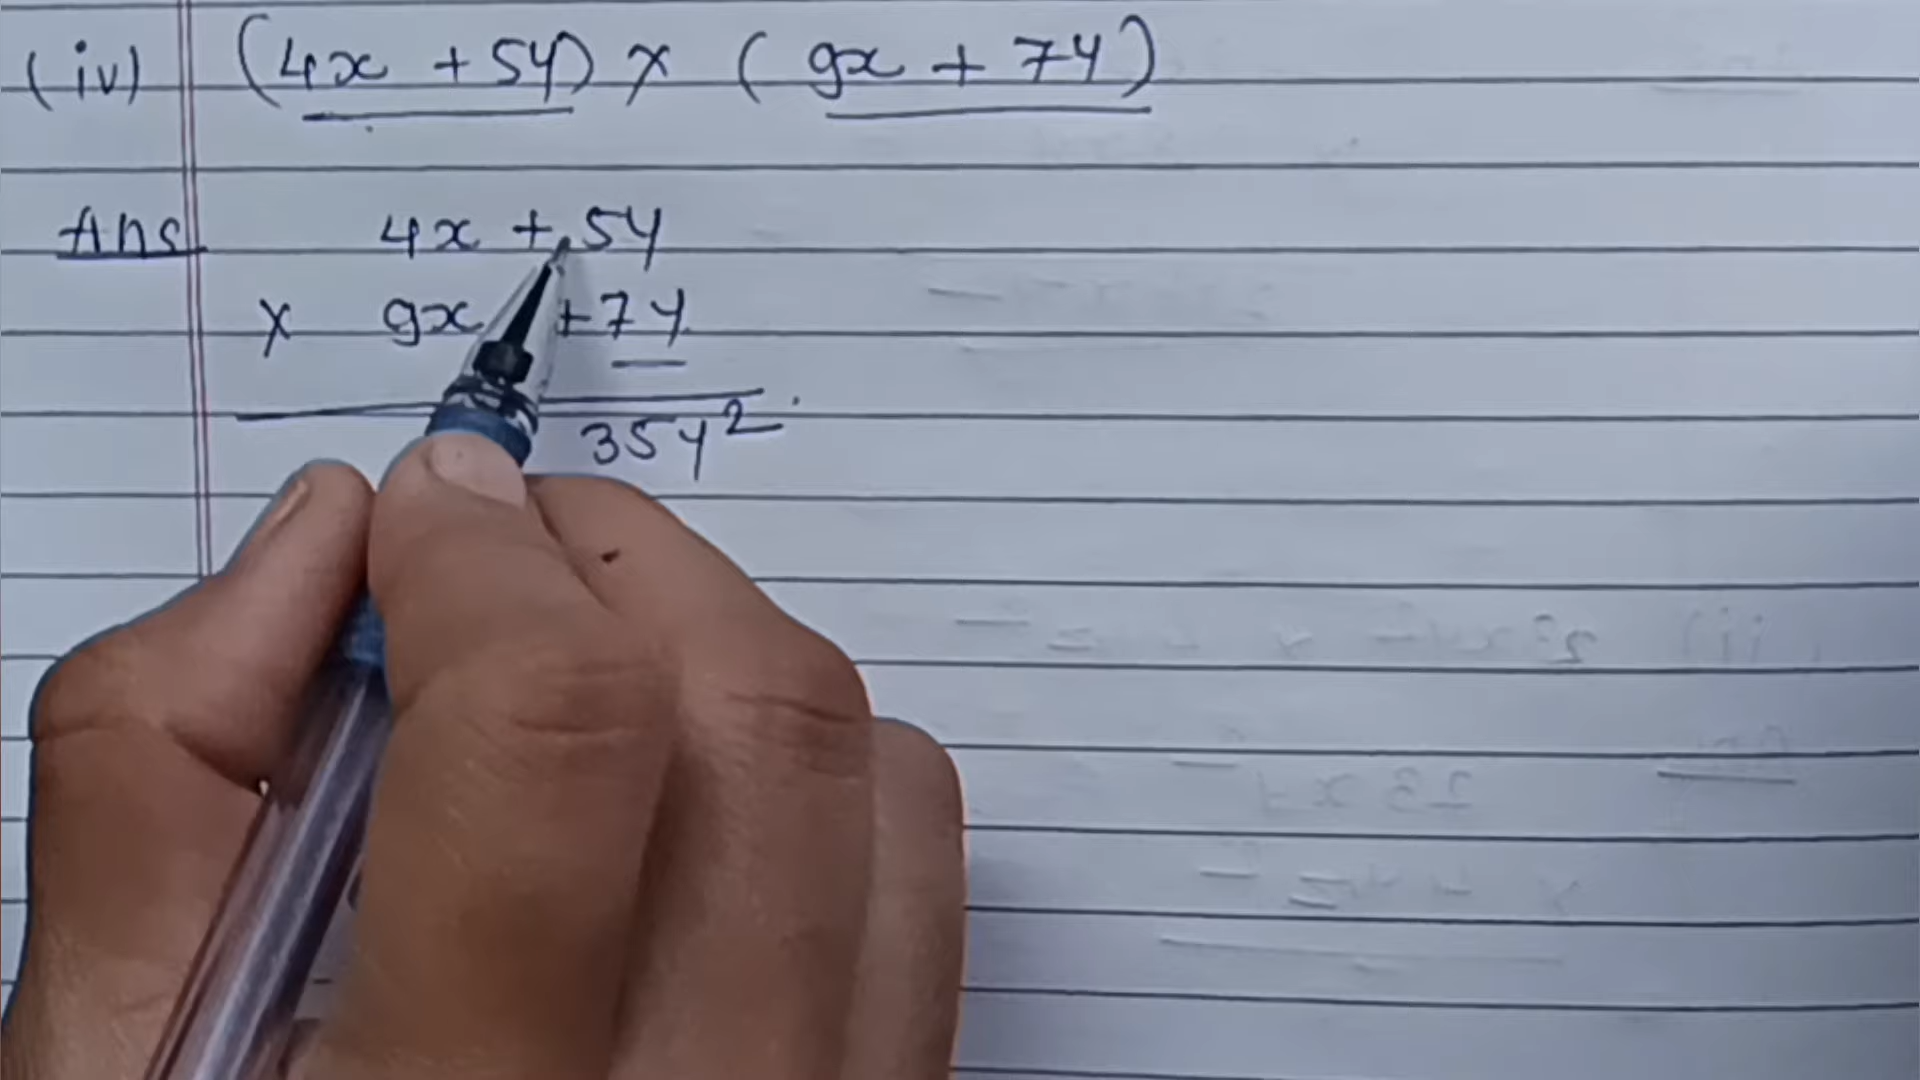 (iv) (4x + 5y) × (9x + 7y)
Ans 4x + 5y
× 9x + 7y
35y²